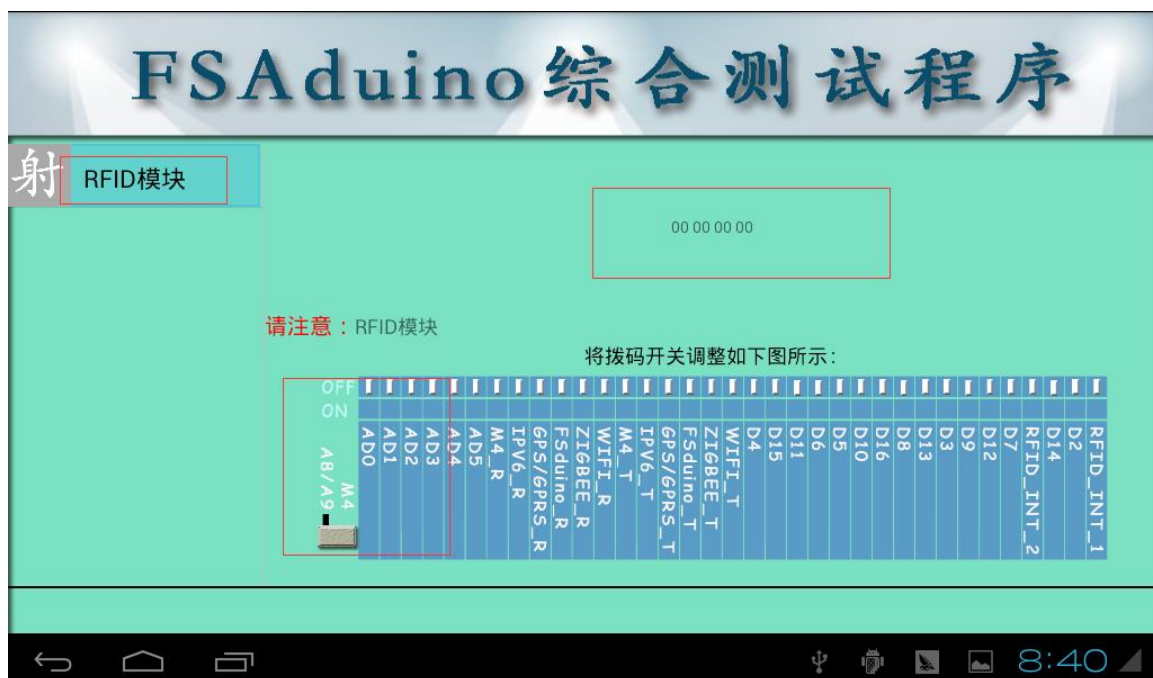 FSAduino综合测试程序
射 RFID模块
00 00 00 00
请注意：RFID模块
将拨码开关调整如下图所示：
OFF
ON
A8/A9
M4
AD0
AD1
AD2
AD3
AD4
AD5
M4_R
IPV6_R
GPS/GPRS_R
FSduino_R
ZIGBEE_R
WIFI_R
M4_T
IPV6_T
GPS/GPRS_T
FSduino_T
ZIGBEE_T
WIFI_T
D4
D15
D11
D6
D5
D10
D16
D8
D13
D3
D9
D12
D7
RFID_INT_2
D14
D2
RFID_INT_1
8:40